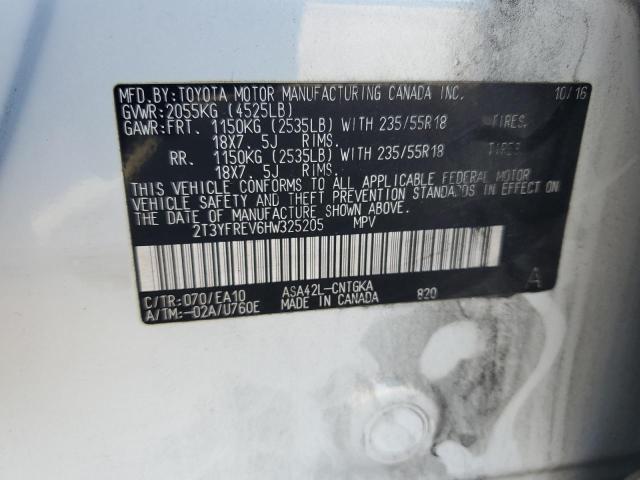 MFD.BY:TOYOTA MOTOR MANUFACTURING CANADA INC. 10/16
GVWR:2055KG (4525LB)
GAWR:FRT. 1150KG (2535LB) WITH 235/55R18 TIRES.
18X7.5J RIMS.
RR. 1150KG (2535LB) WITH 235/55R18 TIRES.
18X7.5J RIMS.
THIS VEHICLE CONFORMS TO ALL APPLICABLE FEDERAL MOTOR
VEHICLE SAFETY AND THEFT PREVENTION STANDARDS IN EFFECT ON
THE DATE OF MANUFACTURE SHOWN ABOVE.
2T3YFREV6HW325205 MPV
C/TR:070/EA10 ASA42L-CNTGKA 820 A
A/TM:-02A/U760E MADE IN CANADA